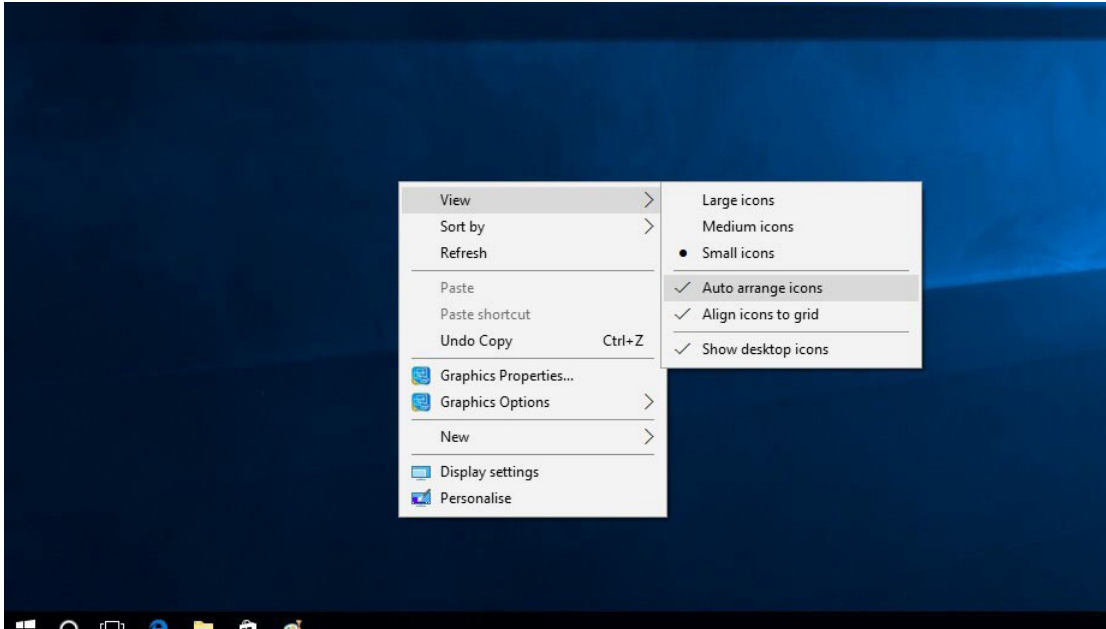 View
Sort by
Refresh
Paste
Paste shortcut
Undo Copy Ctrl+Z
Graphics Properties...
Graphics Options
New
Display settings
Personalise
Large icons
Medium icons
Small icons
Auto arrange icons
Align icons to grid
Show desktop icons